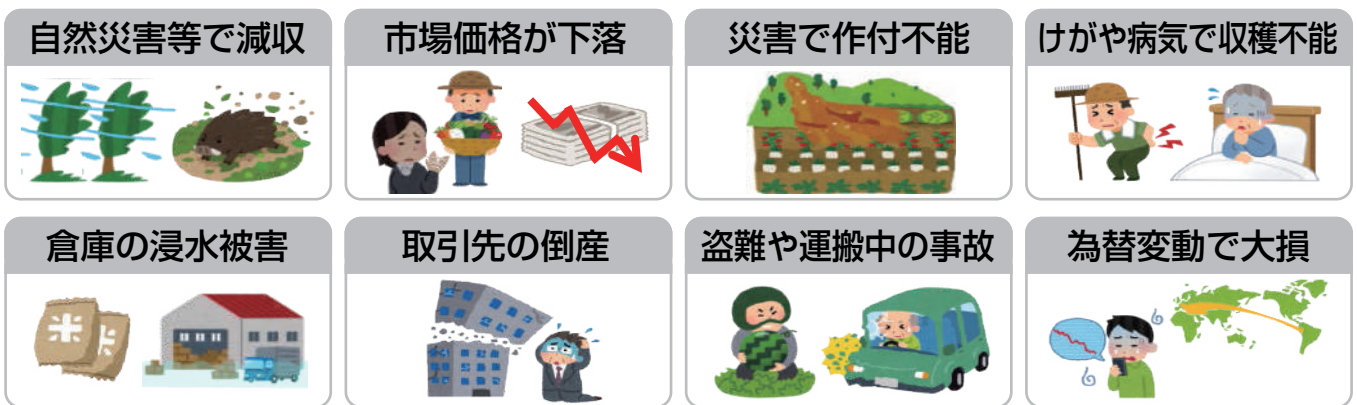 自然災害等で減収
市場価格が下落
災害で作付不能
けがや病気で収穫不能
倉庫の浸水被害
取引先の倒産
盗難や運搬中の事故
為替変動で大損